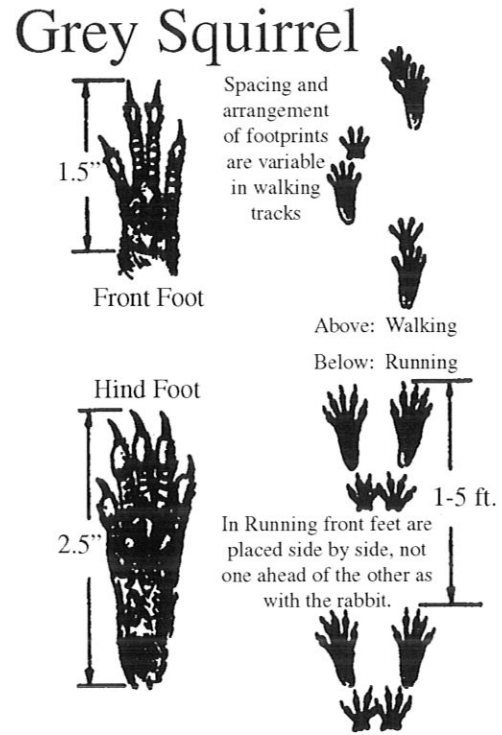 Grey Squirrel
Spacing and
arrangement
of footprints
are variable
in walking
tracks
1.5”
Front Foot
Above: Walking
Below: Running
Hind Foot
2.5”
1-5 ft.
In Running front feet are
placed side by side, not
one ahead of the other as
with the rabbit.